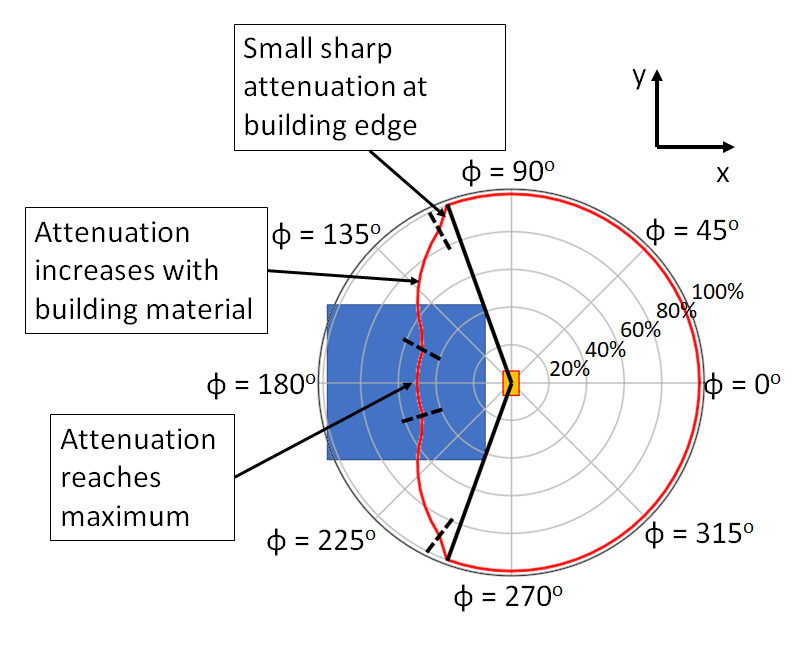 Small sharp
attenuation at
building edge
y
x
ϕ = 90°
ϕ = 135°
ϕ = 45°
Attenuation
increases with
building material
100%
80%
60%
40%
20%
ϕ = 180°
ϕ = 0°
Attenuation
reaches
maximum
ϕ = 225°
ϕ = 315°
ϕ = 270°